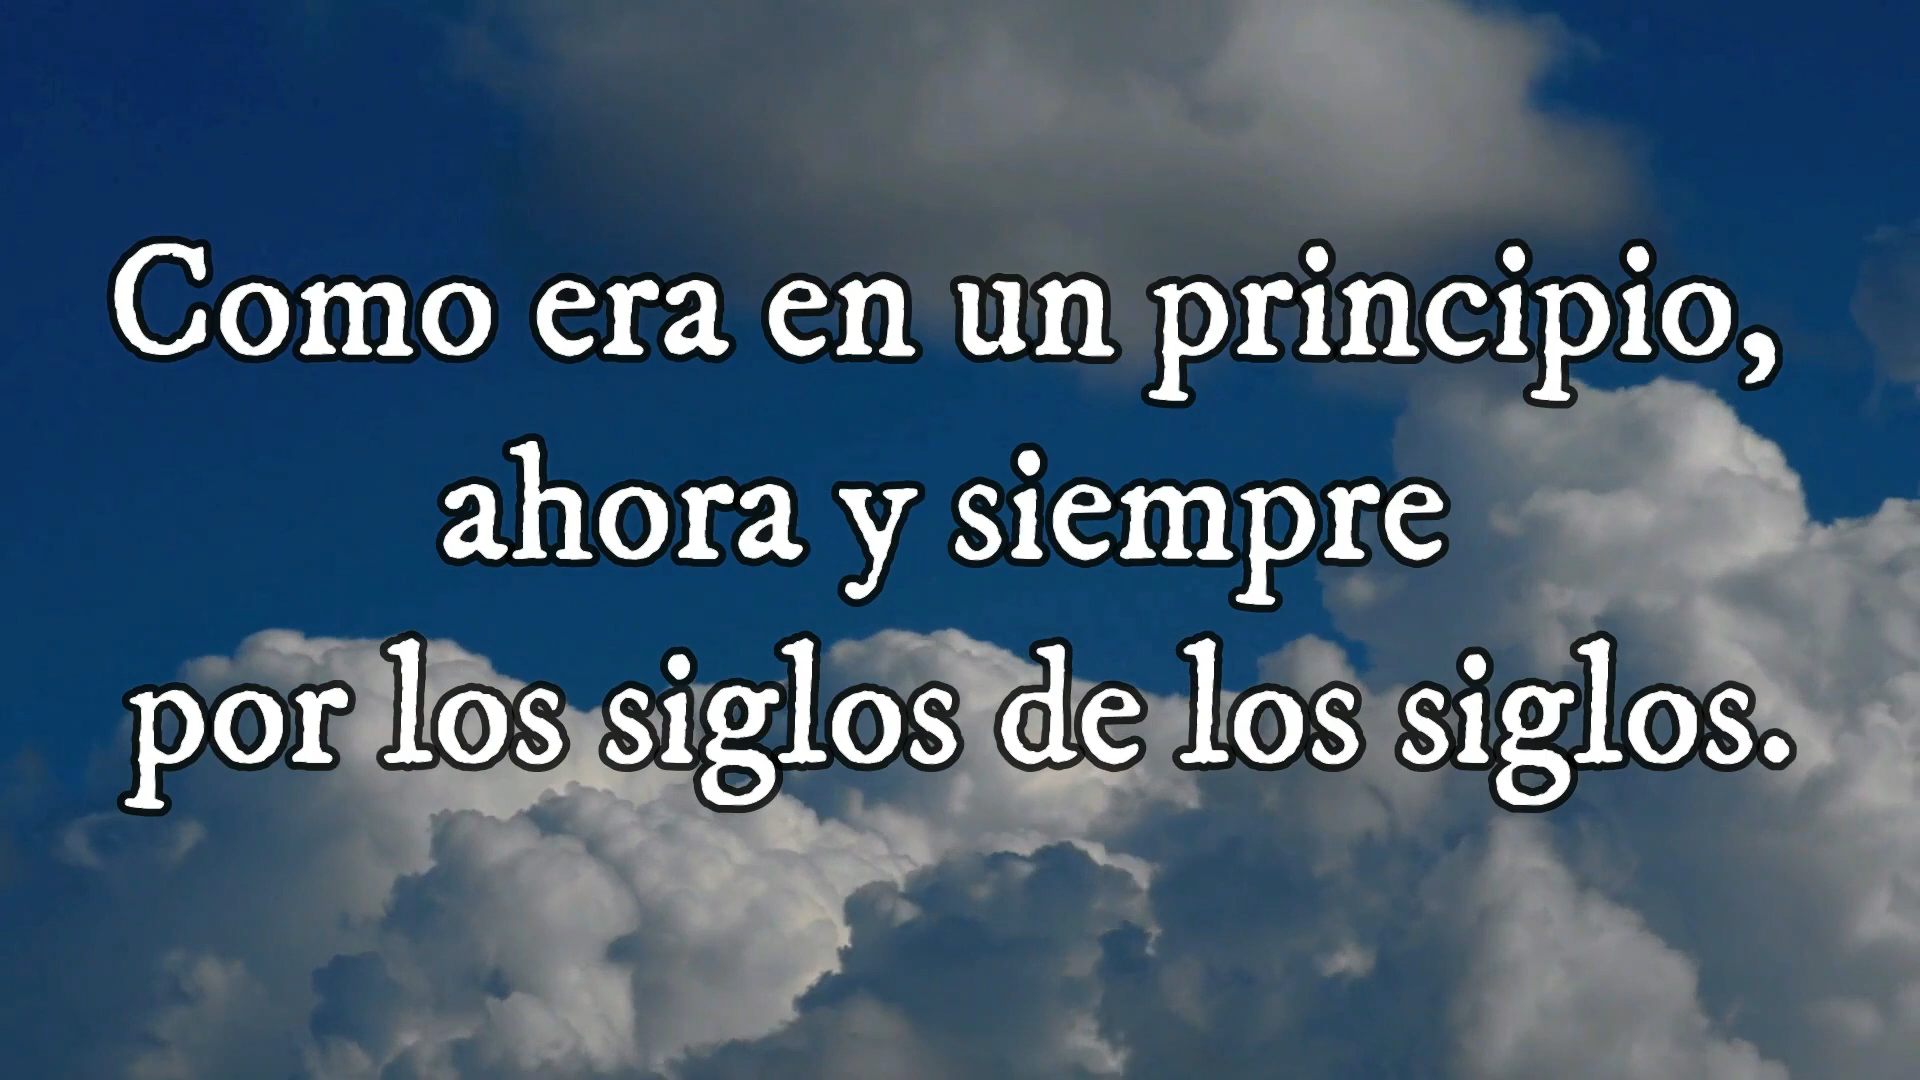 Como era en un principio,
ahora y siempre
por los siglos de los siglos.